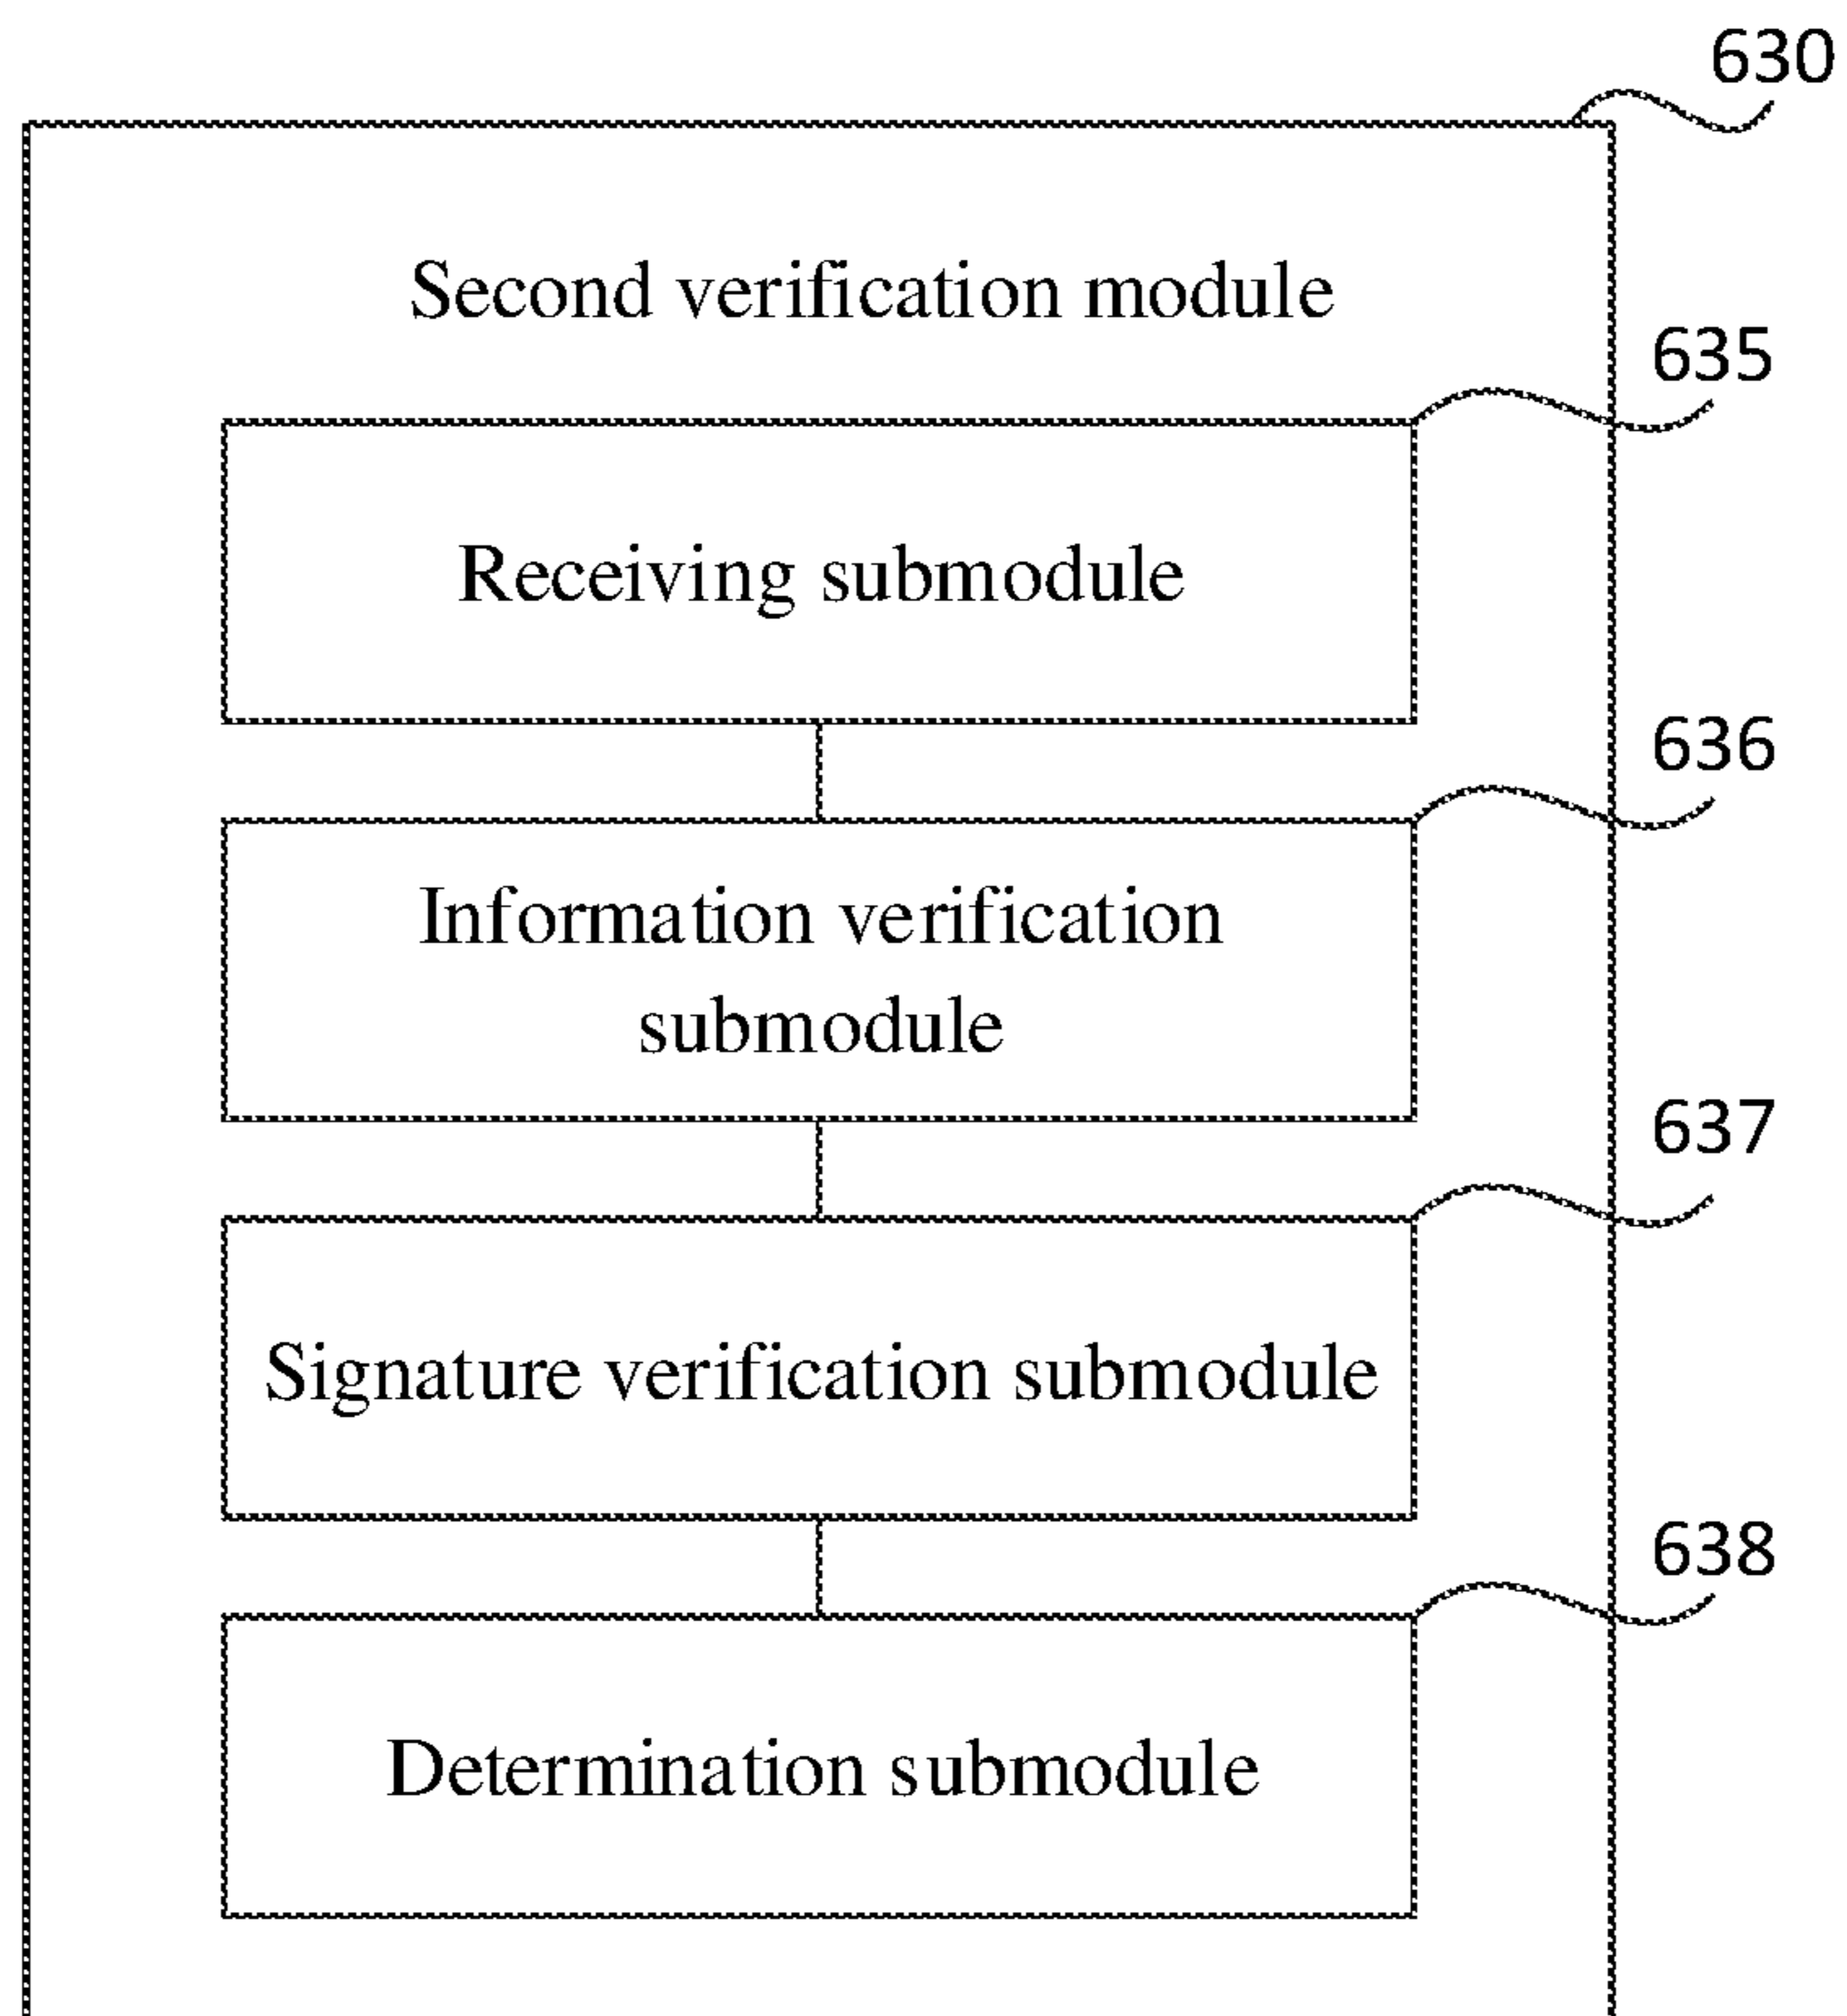 630
Second verification module
635
Receiving submodule
636
Information verification
submodule
637
Signature verification submodule
638
Determination submodule